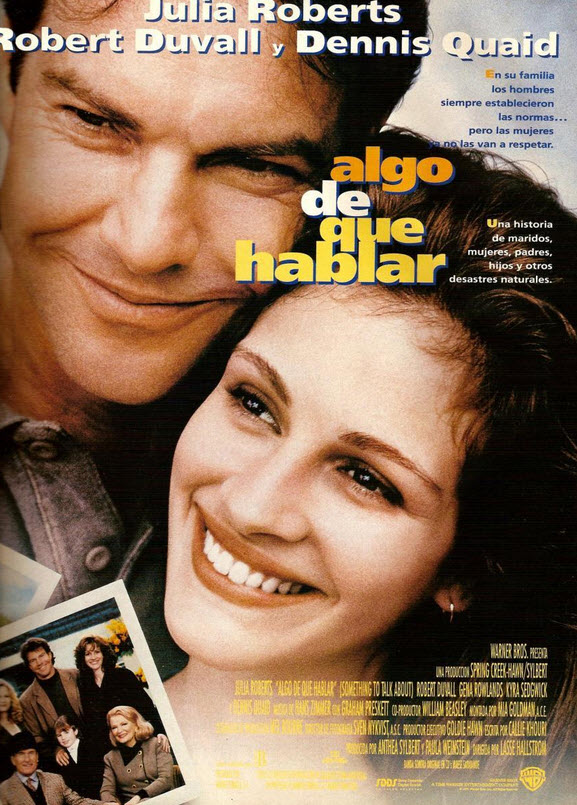 Julia Roberts
Robert Duvall y Dennis Quaid
En su familia
los hombres
siempre establecieron
las normas...
pero las mujeres
ya no las van a respetar.
algo
de
que
hablar
Una historia
de maridos,
mujeres, padres,
hijos y otros
desastres naturales.
WARNER BROS. PRESENTA
UNA PRODUCCION SPRING CREEK-HAWN/SYLBERT
JULIA ROBERTS "ALGO DE QUE HABLAR" (SOMETHING TO TALK ABOUT) ROBERT DUVALL GENA ROWLANDS KYRA SEDGWICK
Y DENNIS QUAID MUSICA DE HANS ZIMMER CON GRAHAM PRESKETT CO-PRODUCTOR WILLIAM BEASLEY MONTADA POR MIA GOLDMAN A.C.E.
SVEN NYKVIST, A.S.C. PRODUCTOR EJECUTIVO GOLDIE HAWN ESCRITA POR CALLIE KHOURI
PRODUCIDA POR ANTHEA SYLBERT Y PAULA WEINSTEIN DIRIGIDA POR LASSE HALLSTROM
SDDS
WB